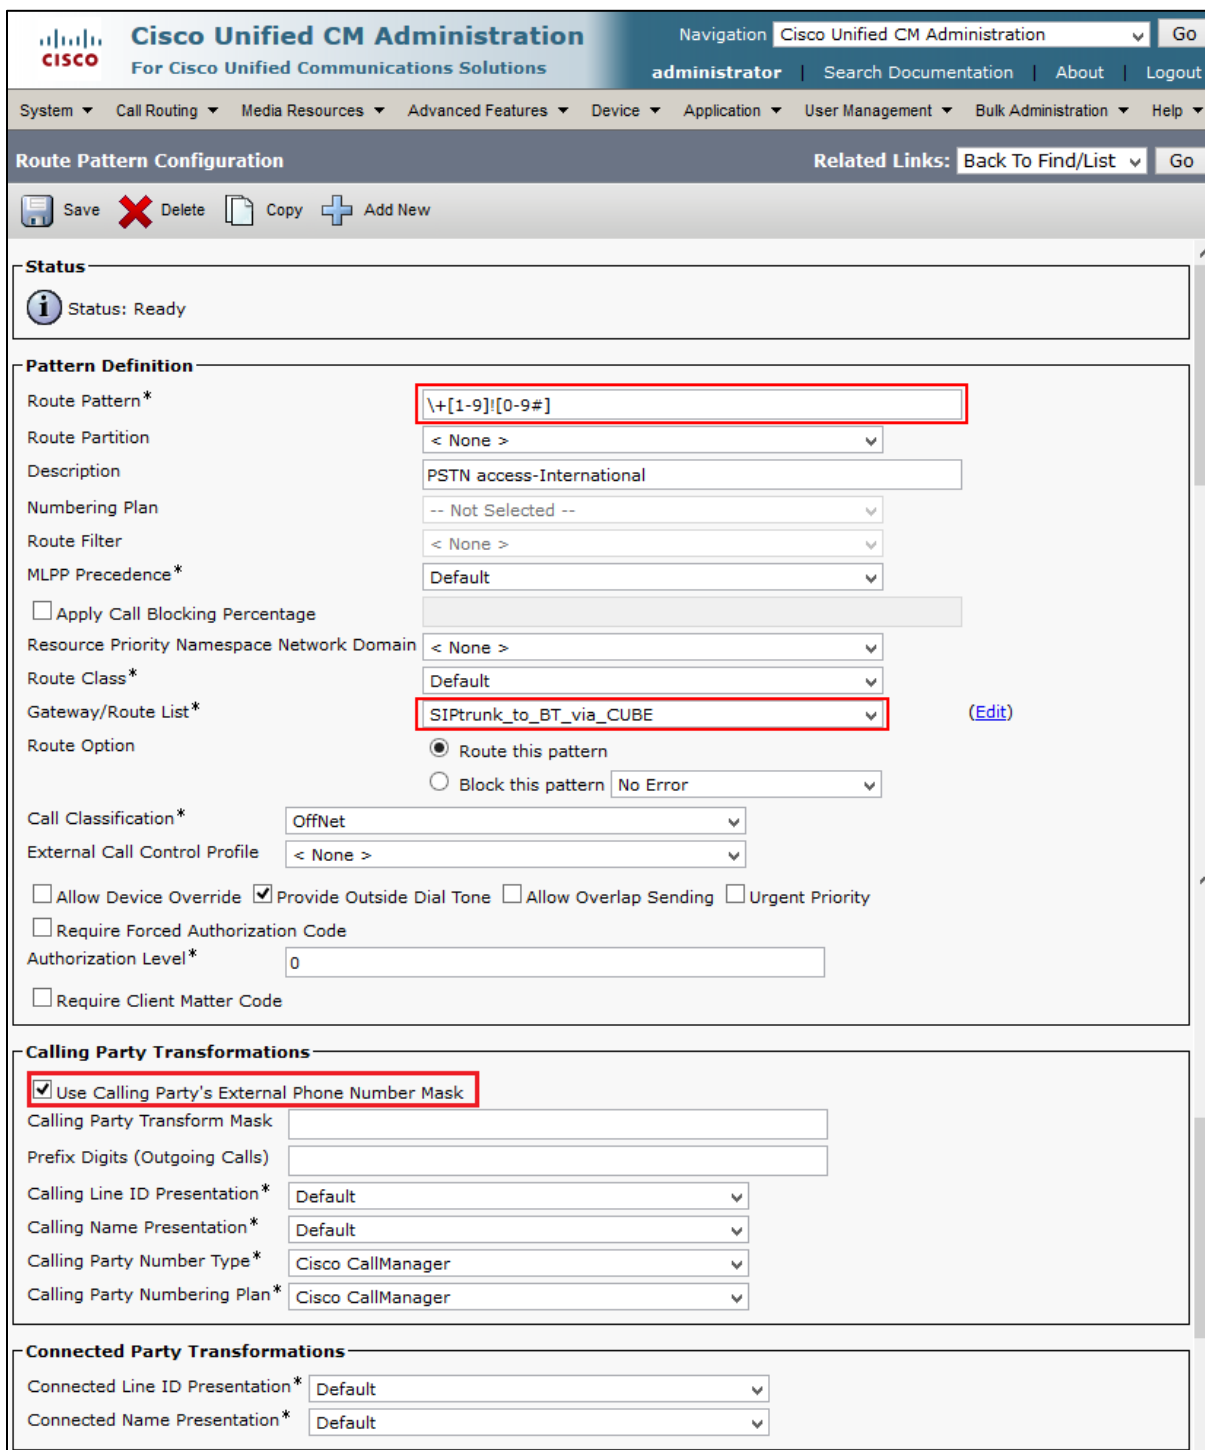 Cisco Unified CM Administration
Navigation Cisco Unified CM Administration Go
CISCO
For Cisco Unified Communications Solutions
administrator | Search Documentation | About | Logout
System Call Routing Media Resources Advanced Features Device Application User Management Bulk Administration Help
Route Pattern Configuration
Related Links: Back To Find/List Go
Save Delete Copy Add New
Status
Status: Ready
Pattern Definition
Route Pattern* \+[1-9]![0-9#]
Route Partition < None >
Description PSTN access-International
Numbering Plan -- Not Selected --
Route Filter < None >
MLPP Precedence* Default
Apply Call Blocking Percentage
Resource Priority Namespace Network Domain < None >
Route Class* Default
Gateway/Route List* SIPtrunk_to_BT_via_CUBE (Edit)
Route Option Route this pattern
Block this pattern No Error
Call Classification* OffNet
External Call Control Profile < None >
Allow Device Override Provide Outside Dial Tone Allow Overlap Sending Urgent Priority
Require Forced Authorization Code
Authorization Level* 0
Require Client Matter Code
Calling Party Transformations
Use Calling Party's External Phone Number Mask
Calling Party Transform Mask
Prefix Digits (Outgoing Calls)
Calling Line ID Presentation* Default
Calling Name Presentation* Default
Calling Party Number Type* Cisco CallManager
Calling Party Numbering Plan* Cisco CallManager
Connected Party Transformations
Connected Line ID Presentation* Default
Connected Name Presentation* Default